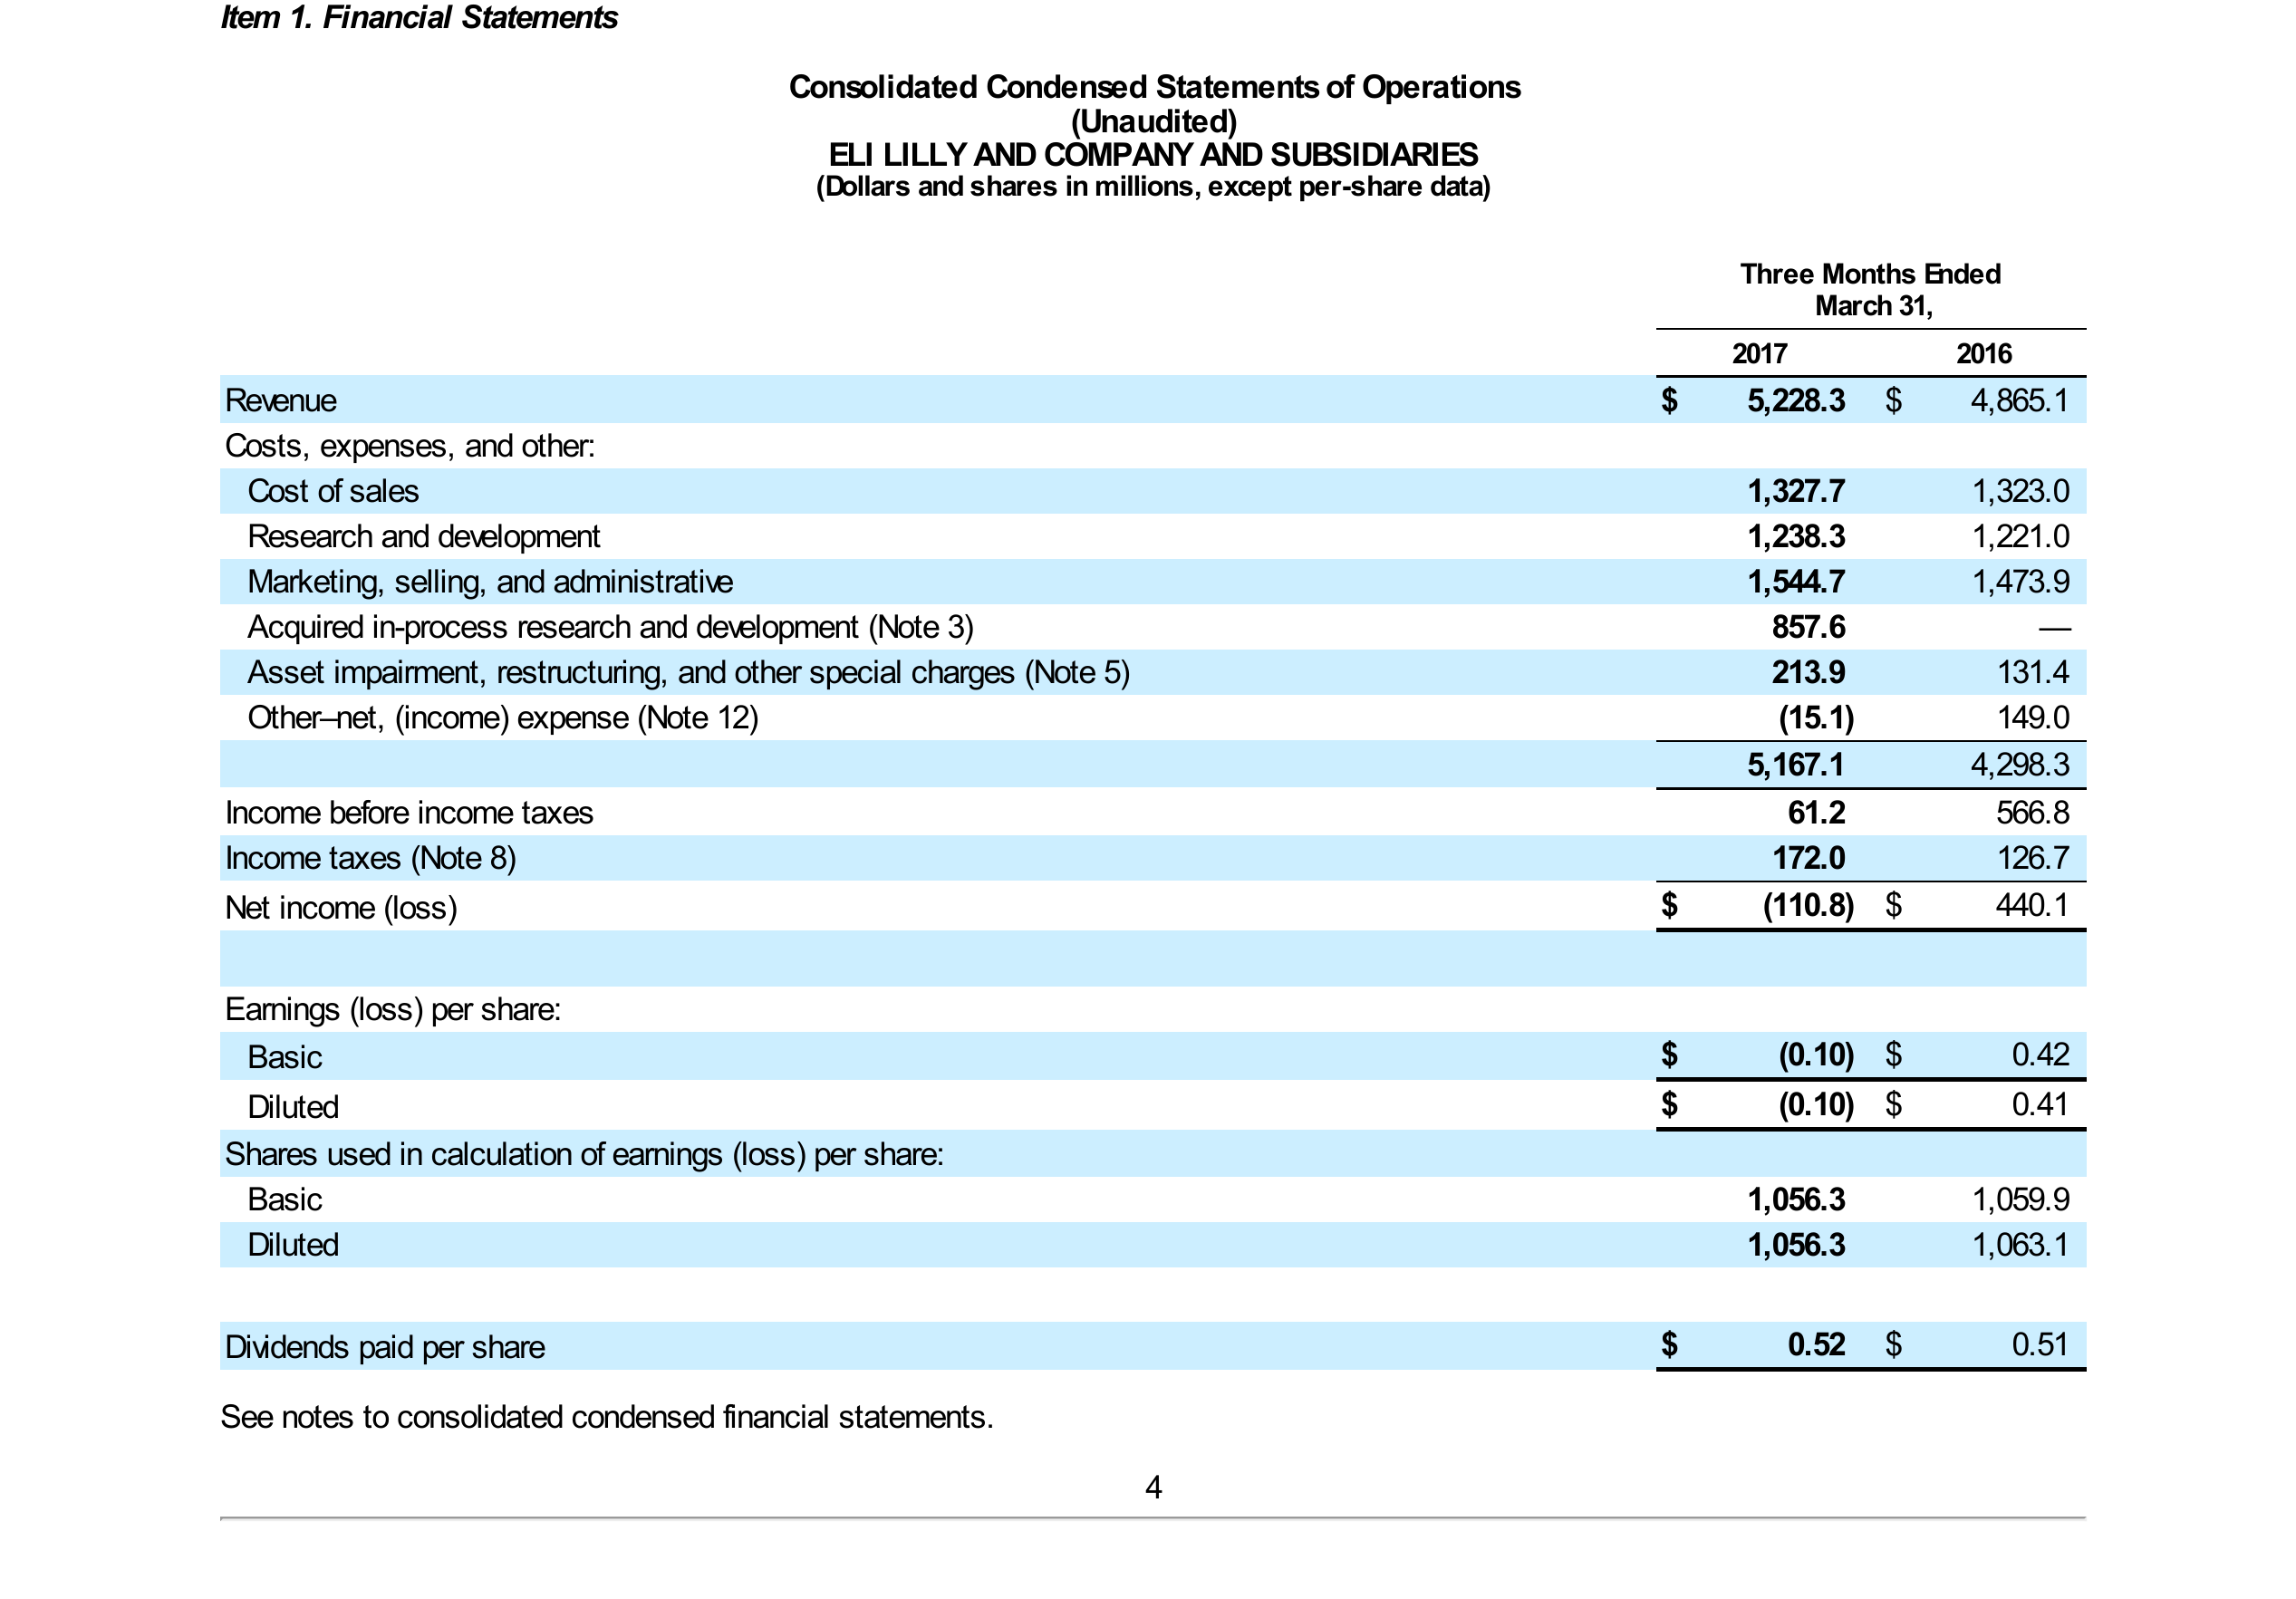 Item 1. Financial Statements
Consolidated Condensed Statements of Operations
(Unaudited)
ELI LILLY AND COMPANY AND SUBSIDIARIES
(Dollars and shares in millions, except per-share data)
Three Months Ended
March 31,
2017 2016
Revenue $ 5,228.3 $ 4,865.1
Costs, expenses, and other:
Cost of sales 1,327.7 1,323.0
Research and development 1,238.3 1,221.0
Marketing, selling, and administrative 1,544.7 1,473.9
Acquired in-process research and development (Note 3) 857.6 —
Asset impairment, restructuring, and other special charges (Note 5) 213.9 131.4
Other–net, (income) expense (Note 12) (15.1) 149.0
5,167.1 4,298.3
Income before income taxes 61.2 566.8
Income taxes (Note 8) 172.0 126.7
Net income (loss) $ (110.8) $ 440.1
Earnings (loss) per share:
Basic $ (0.10) $ 0.42
Diluted $ (0.10) $ 0.41
Shares used in calculation of earnings (loss) per share:
Basic 1,056.3 1,059.9
Diluted 1,056.3 1,063.1
Dividends paid per share $ 0.52 $ 0.51
See notes to consolidated condensed financial statements.
4